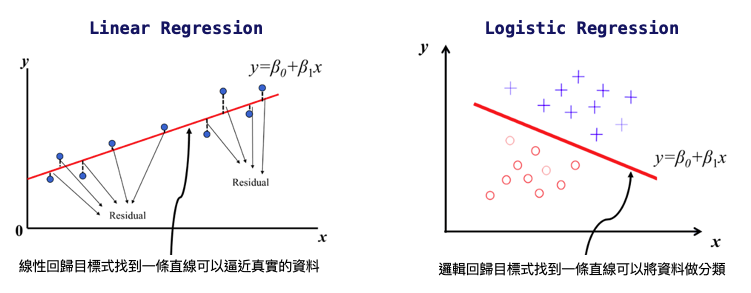 Linear Regression
y
y=β₀+β₁x
Residual
Residual
0
x
線性回歸目標式找到一條直線可以逼近真實的資料
Logistic Regression
y
y=β₀+β₁x
x
邏輯回歸目標式找到一條直線可以將資料做分類